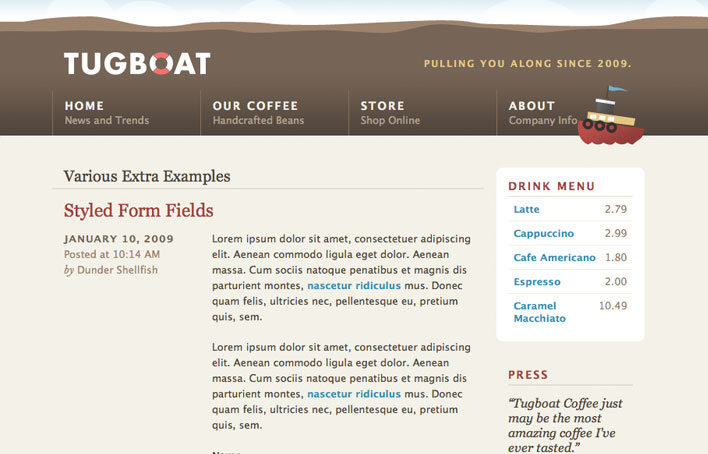 TUGBOAT
PULLING YOU ALONG SINCE 2009.
HOME
News and Trends
OUR COFFEE
Handcrafted Beans
STORE
Shop Online
ABOUT
Company Info
Various Extra Examples
Styled Form Fields
JANUARY 10, 2009
Posted at 10:14 AM
by Dunder Shellfish
Lorem ipsum dolor sit amet, consectetuer adipiscing
elit. Aenean commodo ligula eget dolor. Aenean
massa. Cum sociis natoque penatibus et magnis dis
parturient montes, nascetur ridiculus mus. Donec
quam felis, ultricies nec, pellentesque eu, pretium
quis, sem.
Lorem ipsum dolor sit amet, consectetuer adipiscing
elit. Aenean commodo ligula eget dolor. Aenean
massa. Cum sociis natoque penatibus et magnis dis
parturient montes, nascetur ridiculus mus. Donec
quam felis, ultricies nec, pellentesque eu, pretium
quis, sem.
DRINK MENU
Latte 2.79
Cappuccino 2.99
Cafe Americano 1.80
Espresso 2.00
Caramel 10.49
Macchiato
PRESS
“Tugboat Coffee just
may be the most
amazing coffee I’ve
ever tasted.”